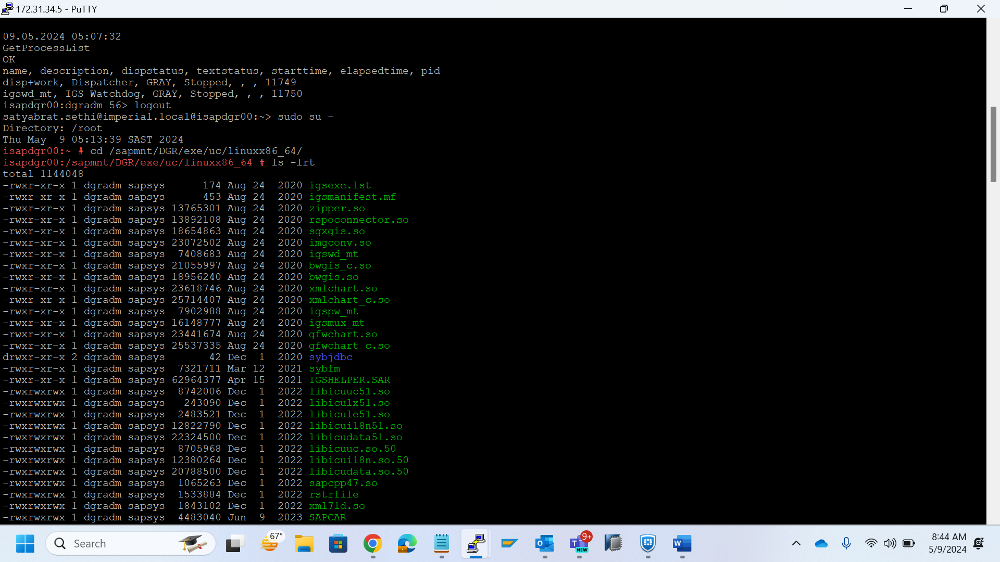 172.31.34.5 - PuTTY
09.05.2024 05:07:32
GetProcessList
OK
name, description, dispstatus, textstatus, starttime, elapsedtime, pid
disp+work, Dispatcher, GRAY, Stopped, , , 11749
igswd_mt, IGS Watchdog, GRAY, Stopped, , , 11750
isapdgr00:dgradm 56> logout
satyabrat.sethi@imperial.local@isapdgr00:~> sudo su -
Directory: /root
Thu May  9 05:13:39 SAST 2024
isapdgr00:~ # cd /sapmnt/DGR/exe/uc/linuxx86_64/
isapdgr00:/sapmnt/DGR/exe/uc/linuxx86_64 # ls -lrt
total 1144048
-rwxr-xr-x 1 dgradm sapsys      174 Aug 24  2020 igsexe.lst
-rwxr-xr-x 1 dgradm sapsys      453 Aug 24  2020 igsmanifest.mf
-rwxr-xr-x 1 dgradm sapsys 13765301 Aug 24  2020 zipper.so
-rwxr-xr-x 1 dgradm sapsys 13892108 Aug 24  2020 rspoconnector.so
-rwxr-xr-x 1 dgradm sapsys 18654863 Aug 24  2020 sgxgis.so
-rwxr-xr-x 1 dgradm sapsys 23072502 Aug 24  2020 imgconv.so
-rwxr-xr-x 1 dgradm sapsys  7408683 Aug 24  2020 igswd_mt
-rwxr-xr-x 1 dgradm sapsys 21055997 Aug 24  2020 bwgis_c.so
-rwxr-xr-x 1 dgradm sapsys 18956240 Aug 24  2020 bwgis.so
-rwxr-xr-x 1 dgradm sapsys 23618746 Aug 24  2020 xmlchart.so
-rwxr-xr-x 1 dgradm sapsys 25714407 Aug 24  2020 xmlchart_c.so
-rwxr-xr-x 1 dgradm sapsys  7902988 Aug 24  2020 igspw_mt
-rwxr-xr-x 1 dgradm sapsys 16148777 Aug 24  2020 igsmux_mt
-rwxr-xr-x 1 dgradm sapsys 23441674 Aug 24  2020 gfwchart.so
-rwxr-xr-x 1 dgradm sapsys 25537335 Aug 24  2020 gfwchart_c.so
drwxr-xr-x 2 dgradm sapsys       42 Dec  1  2020 sybjdbc
-rwxr-xr-x 1 dgradm sapsys  7321711 Mar 12  2021 sybfm
-rwxr-xr-x 1 dgradm sapsys 62964377 Apr 15  2021 IGSHELPER.SAR
-rwxrwxrwx 1 dgradm sapsys  8742006 Dec  1  2022 libicuuc51.so
-rwxrwxrwx 1 dgradm sapsys   243090 Dec  1  2022 libiculx51.so
-rwxrwxrwx 1 dgradm sapsys  2483521 Dec  1  2022 libicule51.so
-rwxrwxrwx 1 dgradm sapsys 12822790 Dec  1  2022 libicui18n51.so
-rwxrwxrwx 1 dgradm sapsys 22324500 Dec  1  2022 libicudata51.so
-rwxrwxrwx 1 dgradm sapsys  8705968 Dec  1  2022 libicuuc.so.50
-rwxrwxrwx 1 dgradm sapsys 12380264 Dec  1  2022 libicui18n.so.50
-rwxrwxrwx 1 dgradm sapsys 20788500 Dec  1  2022 libicudata.so.50
-rwxrwxrwx 1 dgradm sapsys  1065263 Dec  1  2022 sapcpp47.so
-rwxrwxrwx 1 dgradm sapsys  1533884 Dec  1  2022 rstrfile
-rwxrwxrwx 1 dgradm sapsys  1843102 Dec  1  2022 xml71d.so
-rwxrwxrwx 1 dgradm sapsys  4483040 Jun  9  2023 SAPCAR
Search
67°
9+
NEW
8:44 AM
5/9/2024